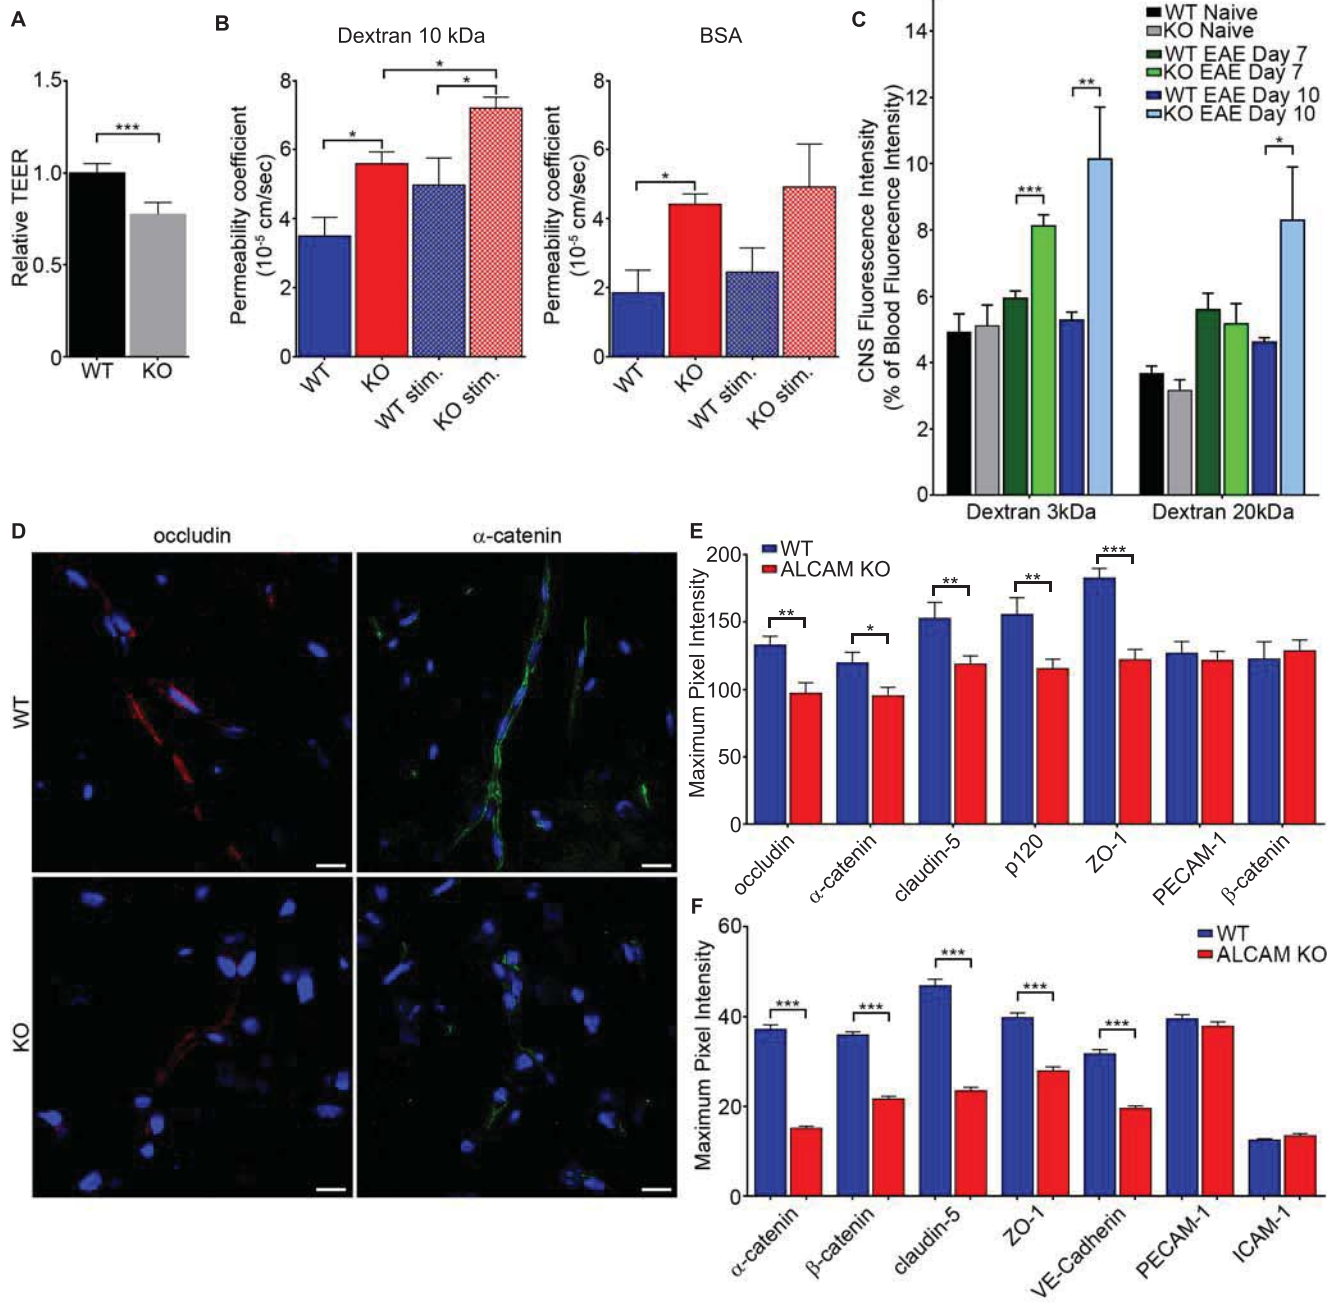 A
1.5
1.0
0.5
0
Relative TEER
***
WT KO
B
Dextran 10 kDa
8
6
4
2
0
Permeability coefficient
(10-5 cm/sec)
*
*
*
WT KO WT stim. KO stim.
BSA
8
6
4
2
0
Permeability coefficient
(10-5 cm/sec)
*
WT KO WT stim. KO stim.
C
14
12
10
8
6
4
2
0
CNS Fluorescence Intensity
(% of Blood Fluorecence Intensity)
WT Naive
KO Naive
WT EAE Day 7
KO EAE Day 7
WT EAE Day 10
KO EAE Day 10
***
**
*
Dextran 3kDa Dextran 20kDa
D
occludin α-catenin
WT
KO
E
200
150
100
50
0
Maximum Pixel Intensity
WT
ALCAM KO
**
*
**
**
***
occludin α-catenin claudin-5 p120 ZO-1 PECAM-1 β-catenin
F
60
40
20
0
Maximum Pixel Intensity
WT
ALCAM KO
***
***
***
***
***
α-catenin β-catenin claudin-5 ZO-1 VE-Cadherin PECAM-1 ICAM-1